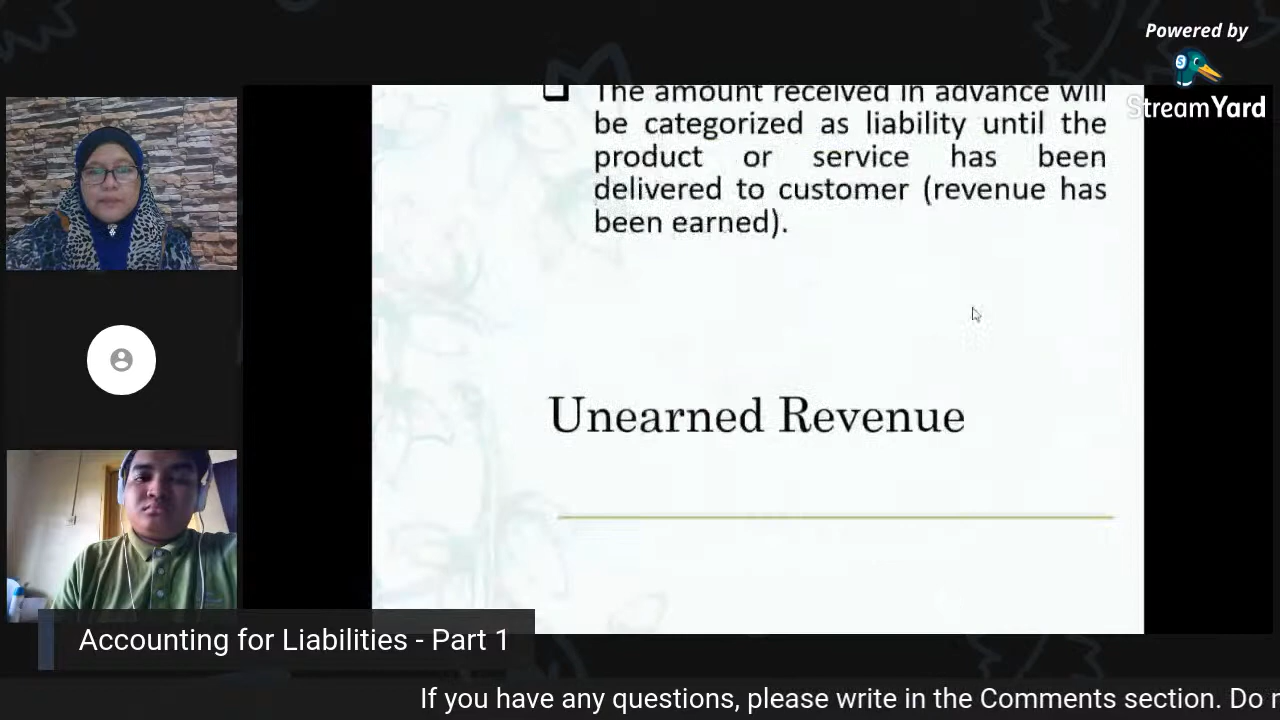 Powered by
StreamYard
The amount received in advance will
be categorized as liability until the
product or service has been
delivered to customer (revenue has
been earned).
Unearned Revenue
Accounting for Liabilities - Part 1
If you have any questions, please write in the Comments section. Do